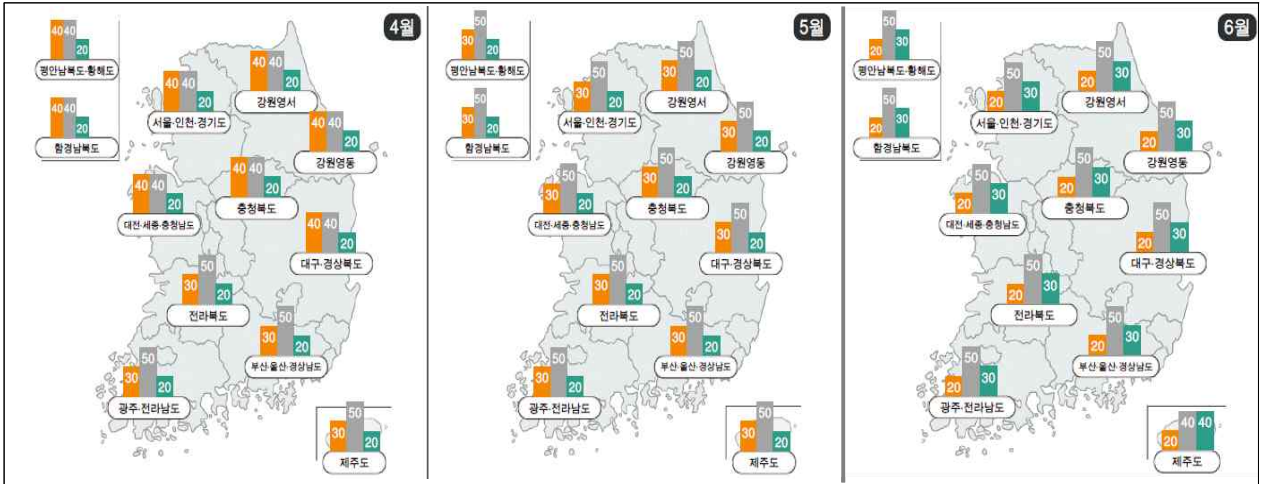 4월
40 40 20
평안남북도·황해도
40 40 20
함경남북도
40 40 20
서울·인천·경기도
40 40 20
강원영서
40 40 20
강원영동
40 40 20
대전·세종·충청남도
40 40 20
충청북도
40 40 20
대구·경상북도
30 50 20
전라북도
30 50 20
부산·울산·경상남도
30 50 20
광주·전라남도
30 50 20
제주도
5월
30 50 20
평안남북도·황해도
30 50 20
함경남북도
30 50 20
서울·인천·경기도
30 50 20
강원영서
30 50 20
강원영동
30 50 20
대전·세종·충청남도
30 50 20
충청북도
30 50 20
대구·경상북도
30 50 20
전라북도
30 50 20
부산·울산·경상남도
30 50 20
광주·전라남도
30 50 20
제주도
6월
20 50 30
평안남북도·황해도
20 50 30
함경남북도
20 50 30
서울·인천·경기도
20 50 30
강원영서
20 50 30
강원영동
20 50 30
대전·세종·충청남도
20 50 30
충청북도
20 50 30
대구·경상북도
20 50 30
전라북도
20 50 30
부산·울산·경상남도
20 50 30
광주·전라남도
20 40 40
제주도